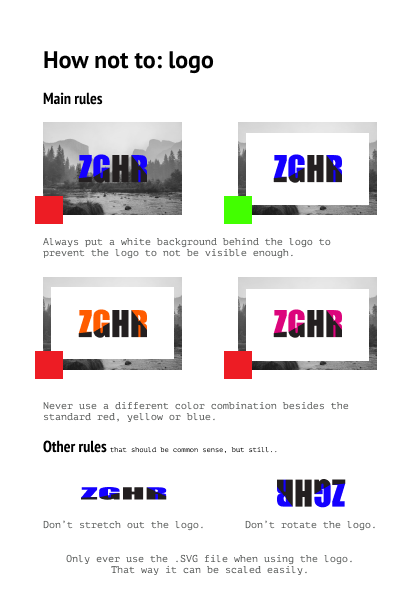 How not to: logo
Main rules
ZGHR
ZGHR
Always put a white background behind the logo to
prevent the logo to not be visible enough.
ZGHR
ZGHR
Never use a different color combination besides the
standard red, yellow or blue.
Other rules that should be common sense, but still..
ZGHR
ZGHR
Don't stretch out the logo.
Don't rotate the logo.
Only ever use the .SVG file when using the logo.
That way it can be scaled easily.